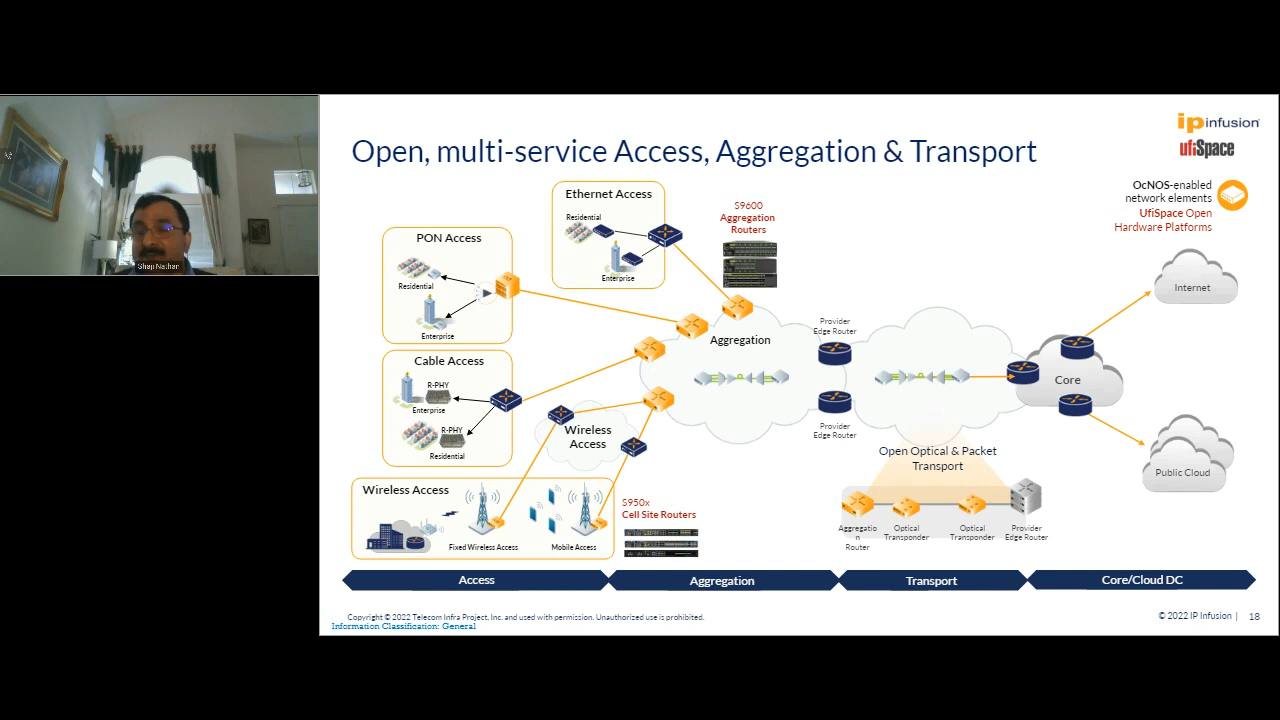 Shaji Nathan
ipinfusion
ufiSpace
Open, multi-service Access, Aggregation & Transport
OcNOS-enabled
network elements
UfiSpace Open
Hardware Platforms
Ethernet Access
Residential
Enterprise
S9600
Aggregation
Routers
PON Access
Residential
Enterprise
Internet
Provider
Edge Router
Aggregation
Cable Access
R-PHY
Enterprise
R-PHY
Residential
Core
Provider
Edge Router
Wireless
Access
Open Optical & Packet
Transport
Public Cloud
Wireless Access
Fixed Wireless Access
Mobile Access
S950x
Cell Site Routers
Aggregatio
n
Router
Optical
Transponder
Optical
Transponder
Provider
Edge Router
Access
Aggregation
Transport
Core/Cloud DC
Copyright © 2022 Telecom Infra Project, Inc. and used with permission. Unauthorized use is prohibited.
Information Classification: General
© 2022 IP Infusion | 18